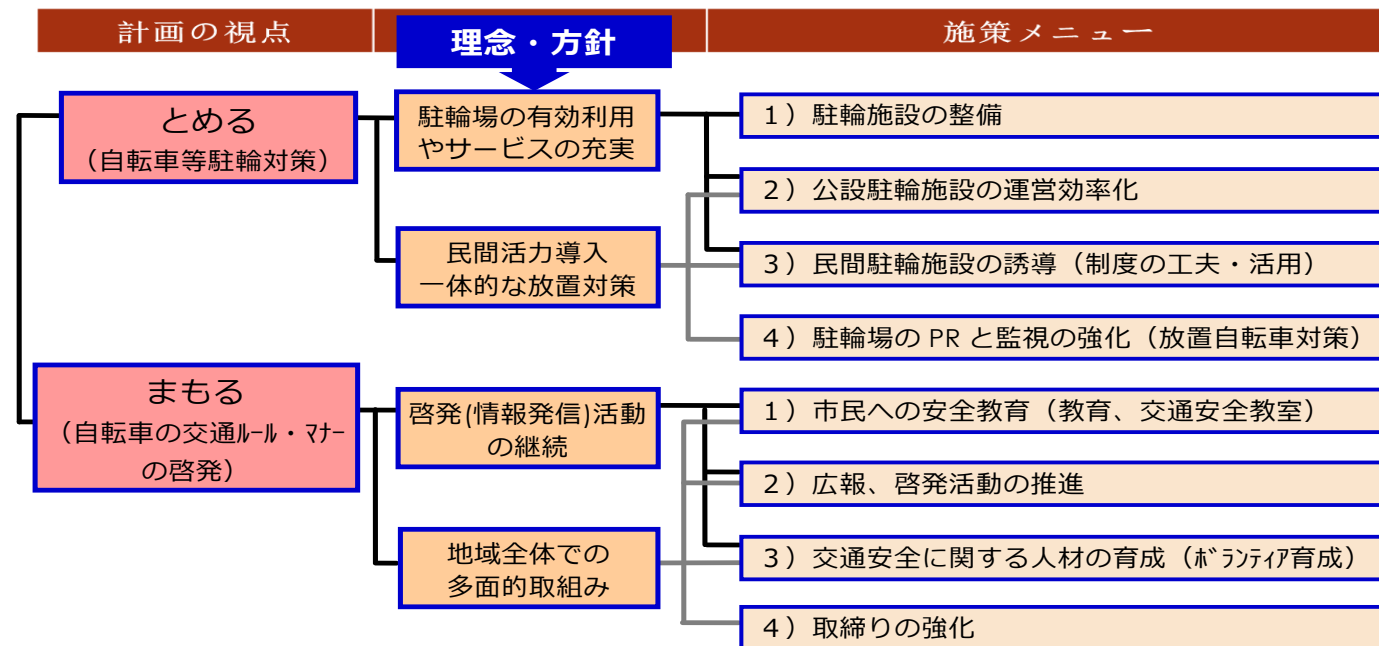 計画の視点
理念・方針
施策メニュー
とめる
（自転車等駐輪対策）
駐輪場の有効利用
やサービスの充実
民間活力導入
一体的な放置対策
１）駐輪施設の整備
２）公設駐輪施設の運営効率化
３）民間駐輪施設の誘導（制度の工夫・活用）
４）駐輪場の PR と監視の強化（放置自転車対策）
まもる
（自転車の交通ﾙｰﾙ・ﾏﾅｰ
の啓発）
啓発(情報発信)活動
の継続
地域全体での
多面的取組み
１）市民への安全教育（教育、交通安全教室）
２）広報、啓発活動の推進
３）交通安全に関する人材の育成（ﾎﾞﾗﾝﾃｨｱ育成）
４）取締りの強化